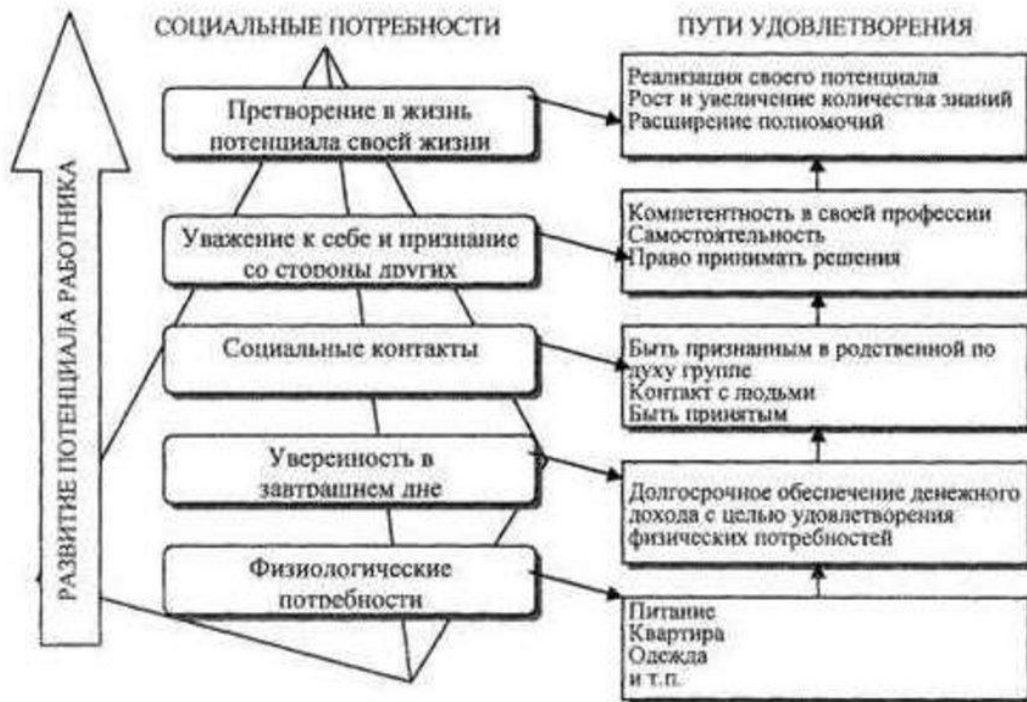 СОЦИАЛЬНЫЕ ПОТРЕБНОСТИ
ПУТИ УДОВЛЕТВОРЕНИЯ
РАЗВИТИЕ ПОТЕНЦИАЛА РАБОТНИКА
Претворение в жизнь
потенциала своей жизни
Реализация своего потенциала
Рост и увеличение количества знаний
Расширение полномочий
Уважение к себе и признание
со стороны других
Компетентность в своей профессии
Самостоятельность
Право принимать решения
Социальные контакты
Быть признанным в родственной по
духу группе
Контакт с людьми
Быть принятым
Уверенность в
завтрашнем дне
Долгосрочное обеспечение денежного
дохода с целью удовлетворения
физических потребностей
Физиологические
потребности
Питание
Квартира
Одежда
и т.п.